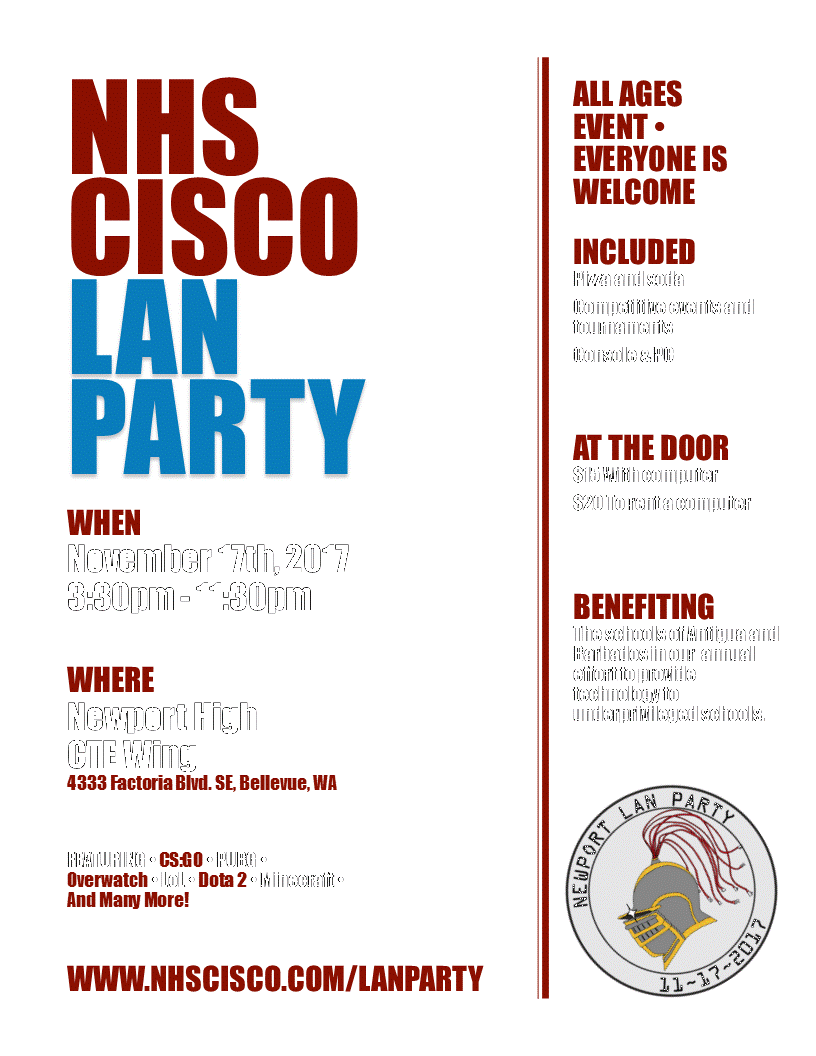 NHS
CISCO
LAN
PARTY
WHEN
November 17th, 2017
3:30pm - 11:30pm
WHERE
Newport High
CTE Wing
4333 Factoria Blvd. SE, Bellevue, WA
FEATURING • CS:GO • PUBG •
Overwatch • LoL • Dota 2 • Minecraft •
And Many More!
WWW.NHSCISCO.COM/LANPARTY
ALL AGES
EVENT •
EVERYONE IS
WELCOME
INCLUDED
Pizza and soda
Competitive events and
tournaments
Console & PC
AT THE DOOR
$15 With computer
$20 To rent a computer
BENEFITING
The schools of Antigua and
Barbados in our annual
effort to provide
technology to
underprivileged schools.
NEWPORT LAN PARTY
11-17-2017